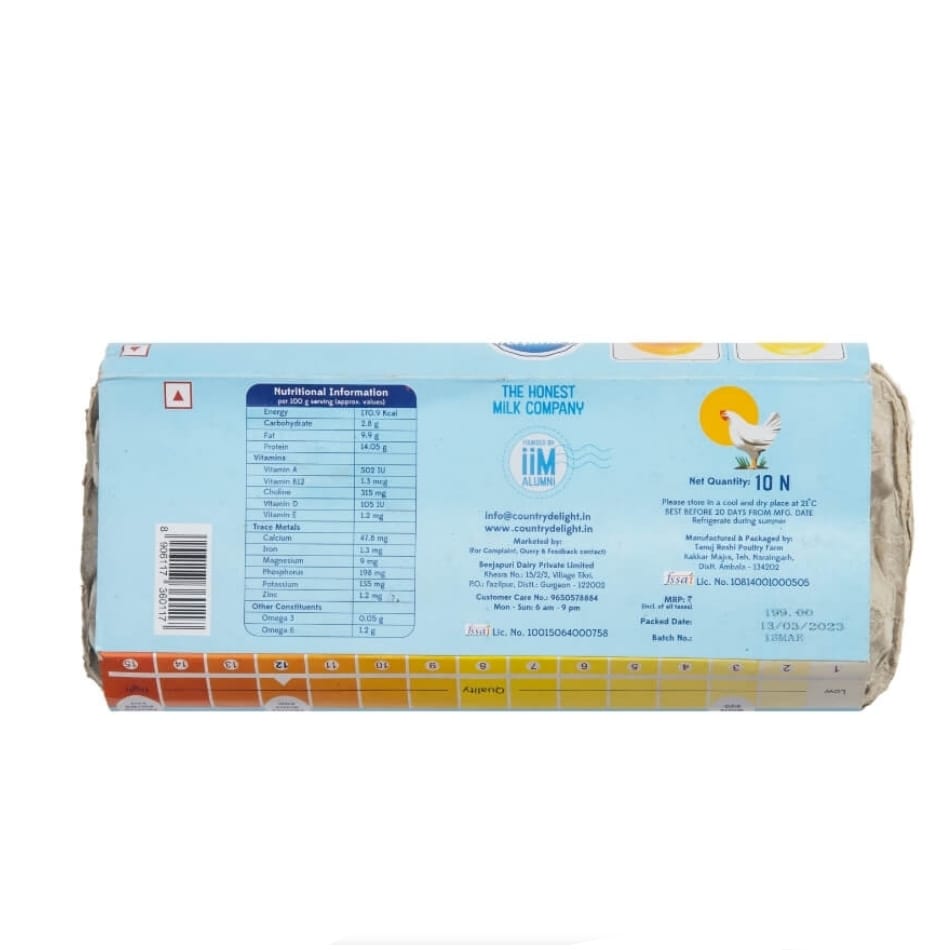 Nutritional Information
per 100 g serving (approx. values)
Energy 170.9 Kcal
Carbohydrate 2.8 g
Fat 9.9 g
Protein 14.05 g
Vitamins
Vitamin A 502 IU
Vitamin B12 1.3 mcg
Choline 315 mg
Vitamin D 105 IU
Vitamin E 1.2 mg
Trace Metals
Calcium 47.8 mg
Iron 1.3 mg
Magnesium 9 mg
Phosphorus 198 mg
Potassium 135 mg
Zinc 1.2 mg
Other Constituents
Omega 3 0.05 g
Omega 6 1.2 g
8 906117 360117
THE HONEST
MILK COMPANY
FOUNDED BY
iiM
ALUMNI
info@countrydelight.in
www.countrydelight.in
Marketed by:
(For Complaint, Query & Feedback contact)
Beejapuri Dairy Private Limited
Khasra No.: 15/2/2, Village Tikri,
P.O.: Fazilpur, Distt.: Gurgaon - 122002
Customer Care No.: 9650578884
Mon - Sun: 6 am - 9 pm
fssai Lic. No. 10015064000758
Net Quantity: 10 N
Please store in a cool and dry place at 21°C
BEST BEFORE 20 DAYS FROM MFG. DATE
Refrigerate during summer
Manufactured & Packaged by:
Tanuj Reshi Poultry Farm
Kakkar Majra, Teh. Naraingarh,
Distt. Ambala - 134202
fssai Lic. No. 10814001000505
MRP: ₹ 199.00
(incl. of all taxes)
Packed Date: 13/03/2023
Batch No.: 1SMAR
15 14 13 12 11 10 9 8 7 6 5 4 3 2 1
High Quality Low